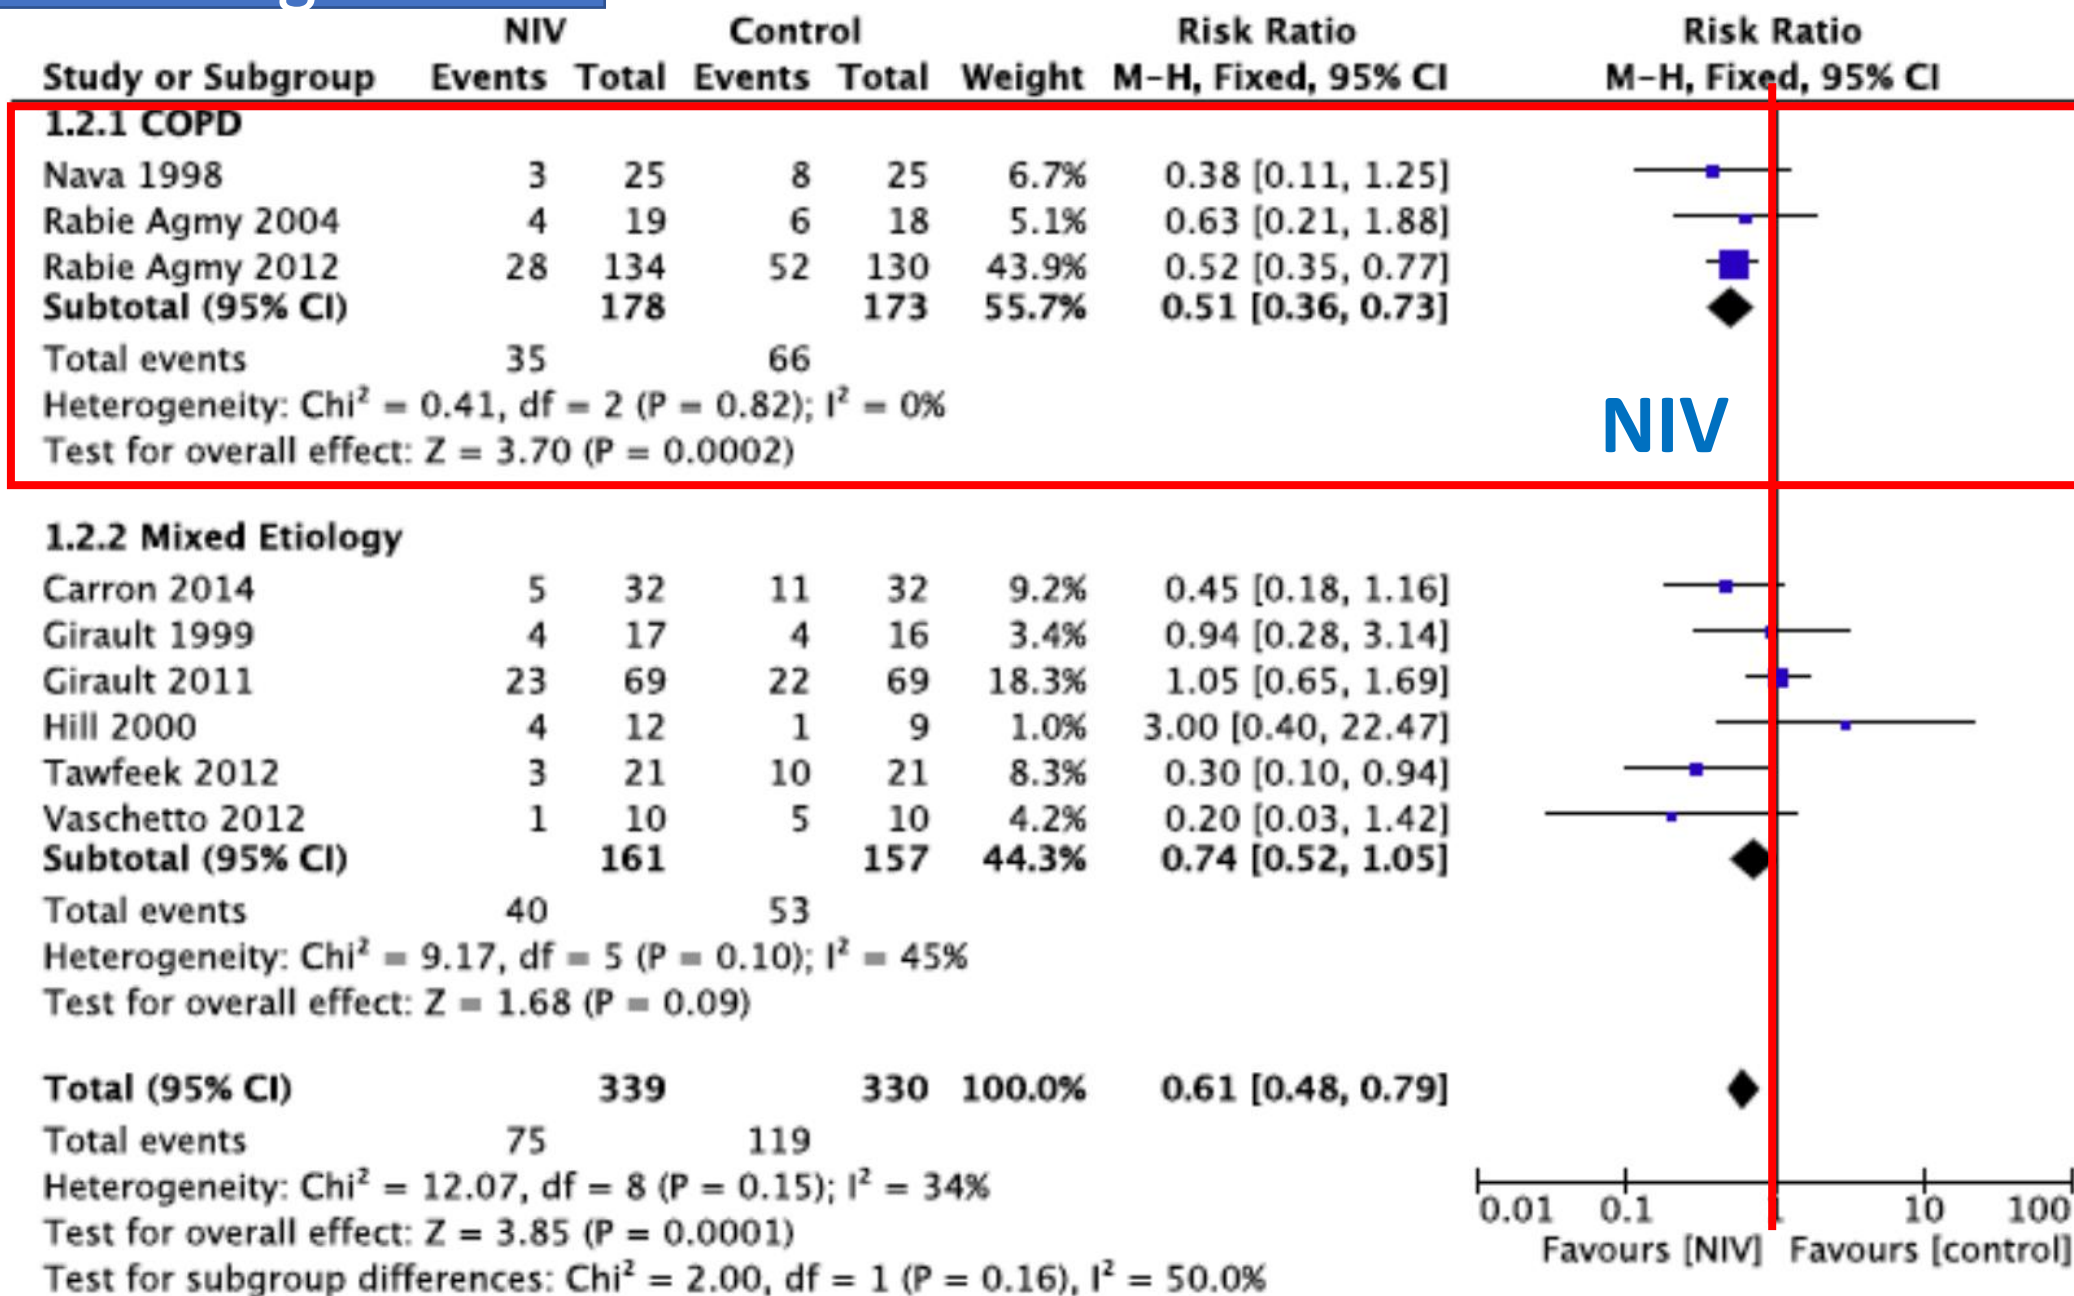 NIV Control Risk Ratio Risk Ratio
Study or Subgroup Events Total Events Total Weight M-H, Fixed, 95% CI M-H, Fixed, 95% CI
1.2.1 COPD
Nava 1998 3 25 8 25 6.7% 0.38 [0.11, 1.25]
Rabie Agmy 2004 4 19 6 18 5.1% 0.63 [0.21, 1.88]
Rabie Agmy 2012 28 134 52 130 43.9% 0.52 [0.35, 0.77]
Subtotal (95% CI) 178 173 55.7% 0.51 [0.36, 0.73]
Total events 35 66
Heterogeneity: Chi² = 0.41, df = 2 (P = 0.82); I² = 0%
NIV
Test for overall effect: Z = 3.70 (P = 0.0002)
1.2.2 Mixed Etiology
Carron 2014 5 32 11 32 9.2% 0.45 [0.18, 1.16]
Girault 1999 4 17 4 16 3.4% 0.94 [0.28, 3.14]
Girault 2011 23 69 22 69 18.3% 1.05 [0.65, 1.69]
Hill 2000 4 12 1 9 1.0% 3.00 [0.40, 22.47]
Tawfeek 2012 3 21 10 21 8.3% 0.30 [0.10, 0.94]
Vaschetto 2012 1 10 5 10 4.2% 0.20 [0.03, 1.42]
Subtotal (95% CI) 161 157 44.3% 0.74 [0.52, 1.05]
Total events 40 53
Heterogeneity: Chi² = 9.17, df = 5 (P = 0.10); I² = 45%
Test for overall effect: Z = 1.68 (P = 0.09)
Total (95% CI) 339 330 100.0% 0.61 [0.48, 0.79]
Total events 75 119
Heterogeneity: Chi² = 12.07, df = 8 (P = 0.15); I² = 34%
0.01 0.1 1 10 100
Test for overall effect: Z = 3.85 (P = 0.0001)
Favours [NIV] Favours [control]
Test for subgroup differences: Chi² = 2.00, df = 1 (P = 0.16), I² = 50.0%